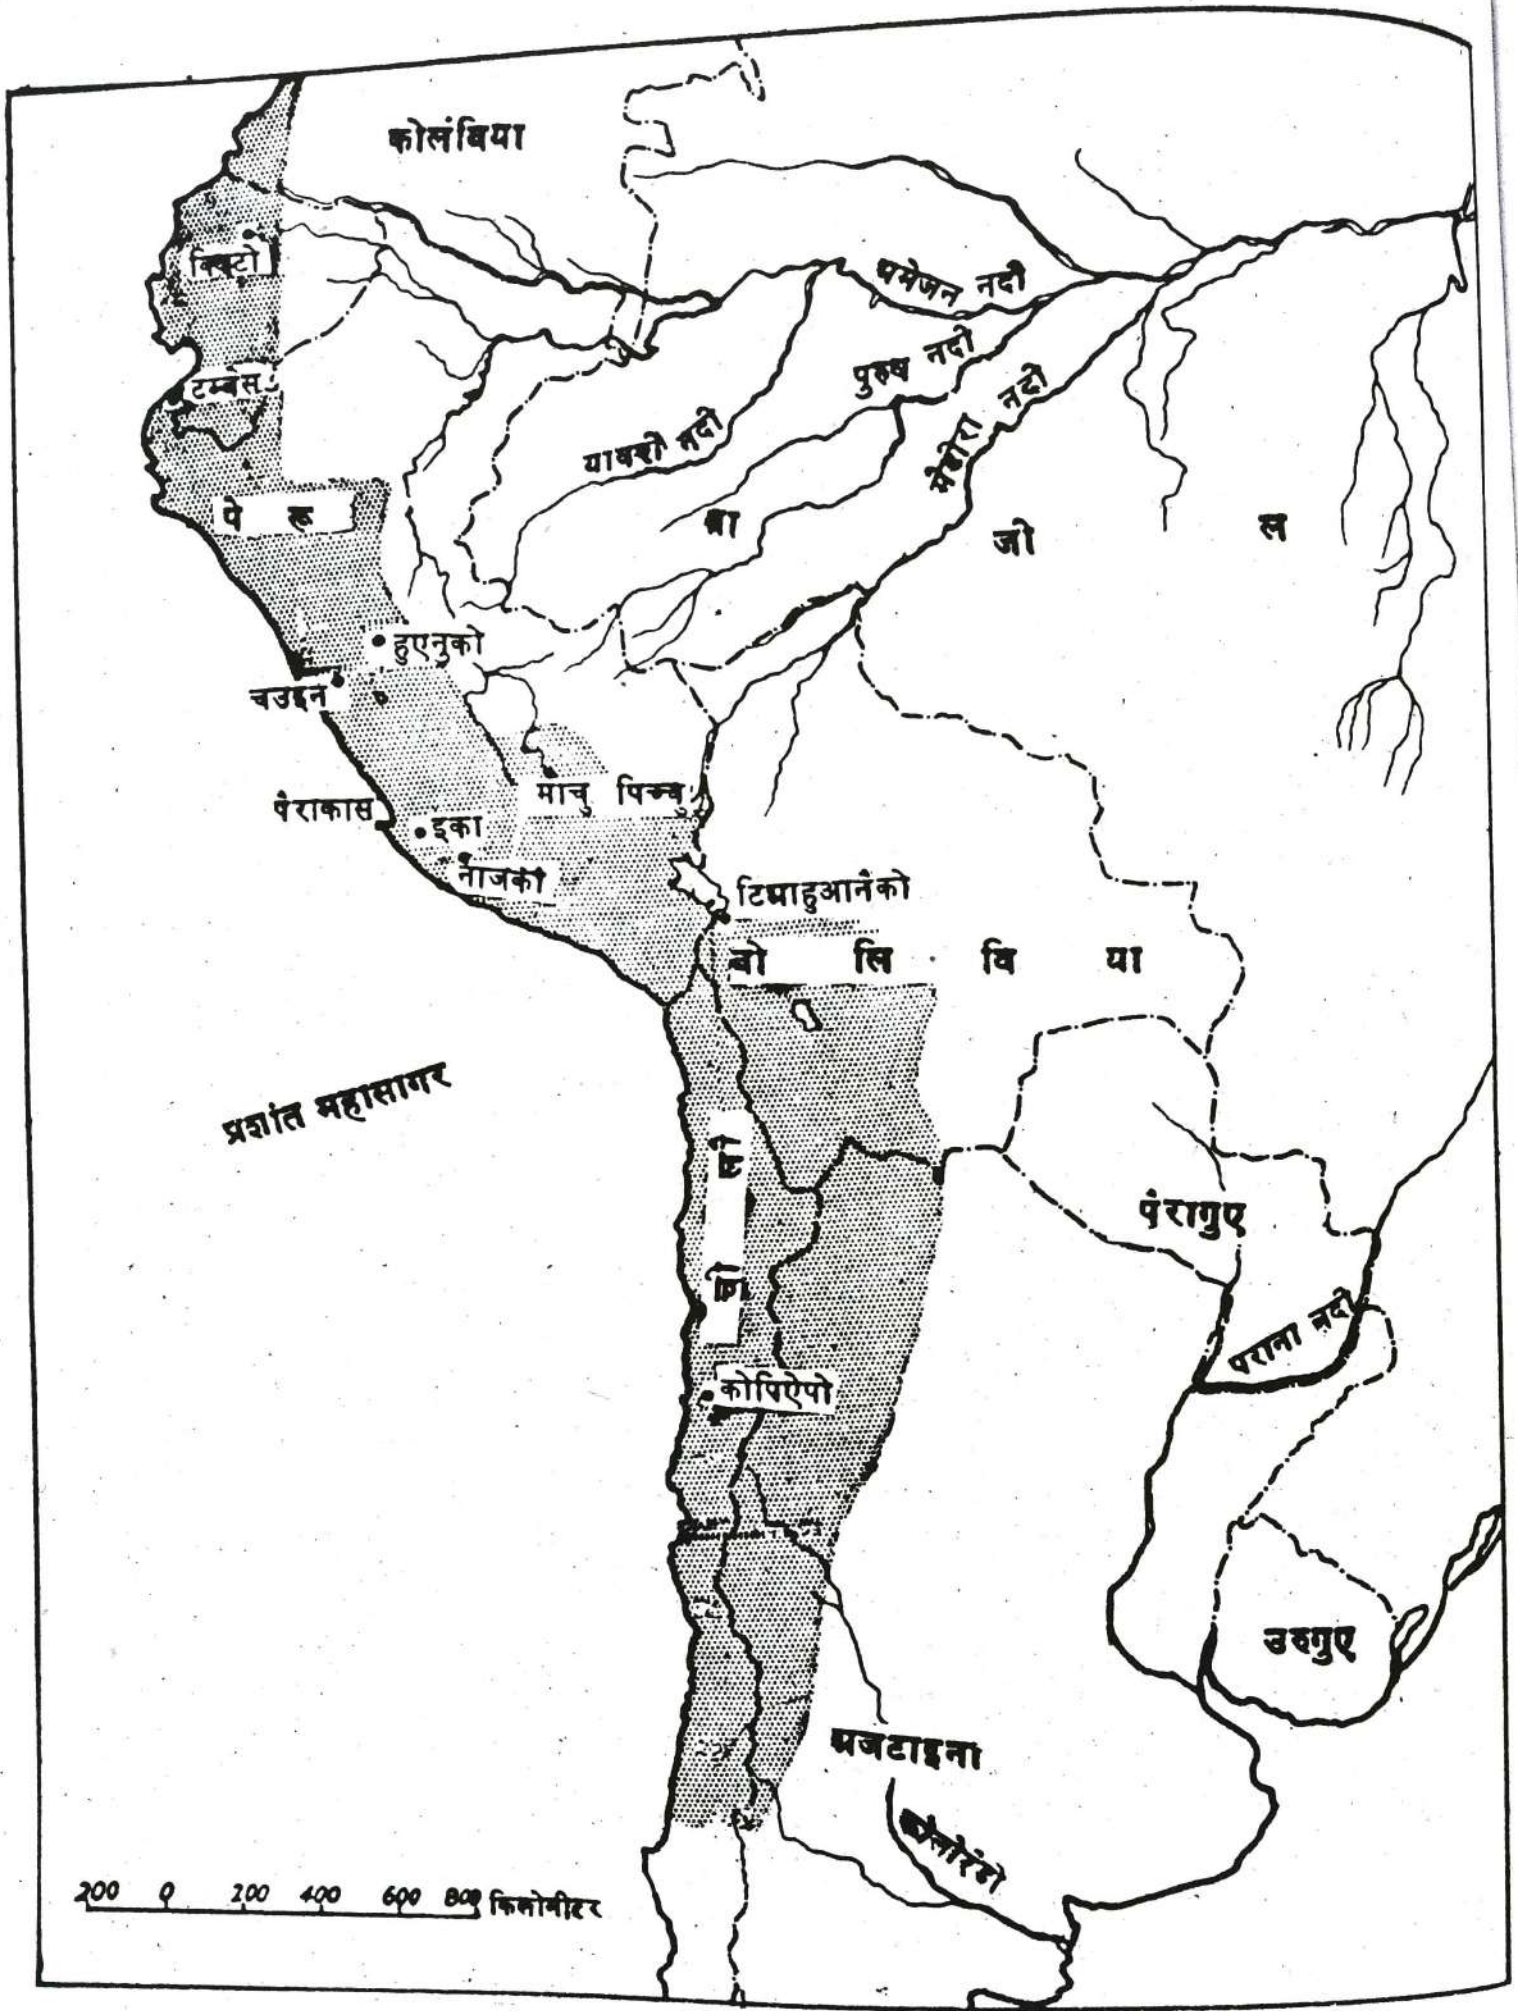 कोलंबिया
क्विटो
अमेजन नदी
टम्बेस
पुरुष नदी
यावरी नदी
मेडीरा नदी
पे रू
ब्रा जी ल
हुएनुको
चउइन
माचु पिच्चु
पेराकास
इका
नाजका
टिआहुआनेको
बो लि वि या
प्रशांत महासागर
चि ली
पेरागुए
पराना नदी
कोपिऐपो
उरुगुए
अर्जेंटाइना
कोलोरेडो
200 0 200 400 600 800 किलोमीटर